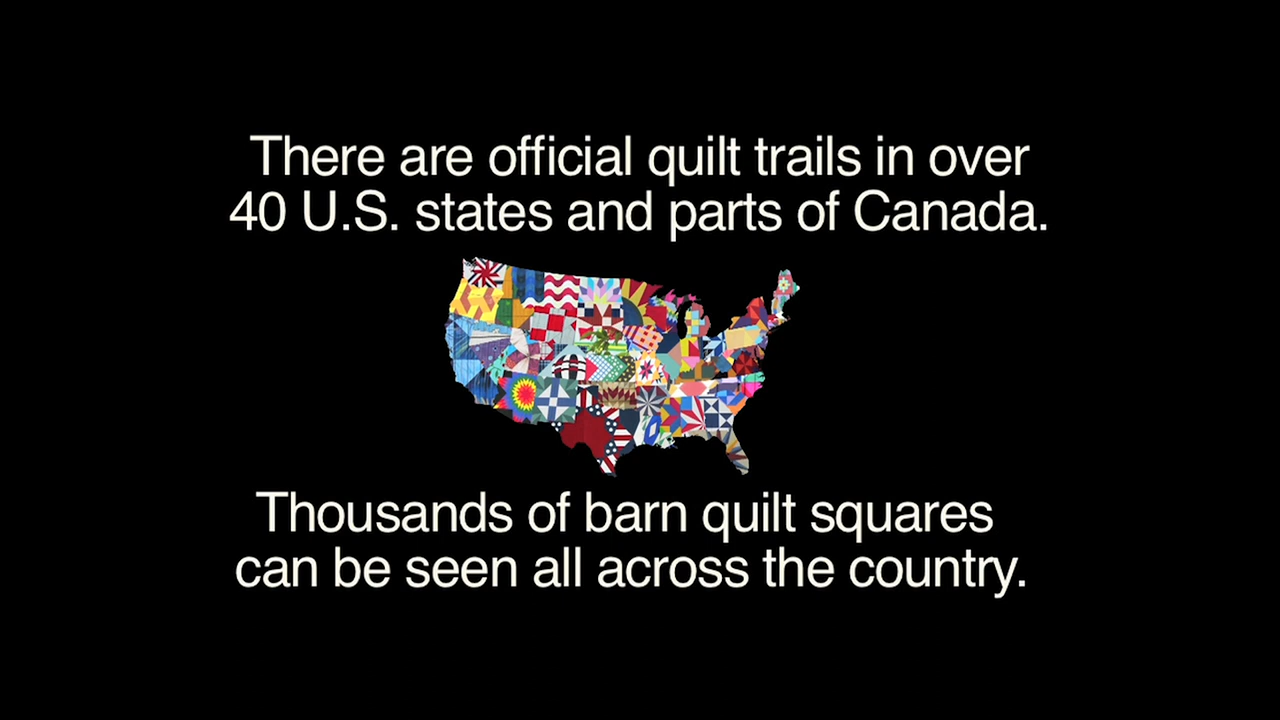 There are official quilt trails in over
40 U.S. states and parts of Canada.
Thousands of barn quilt squares
can be seen all across the country.